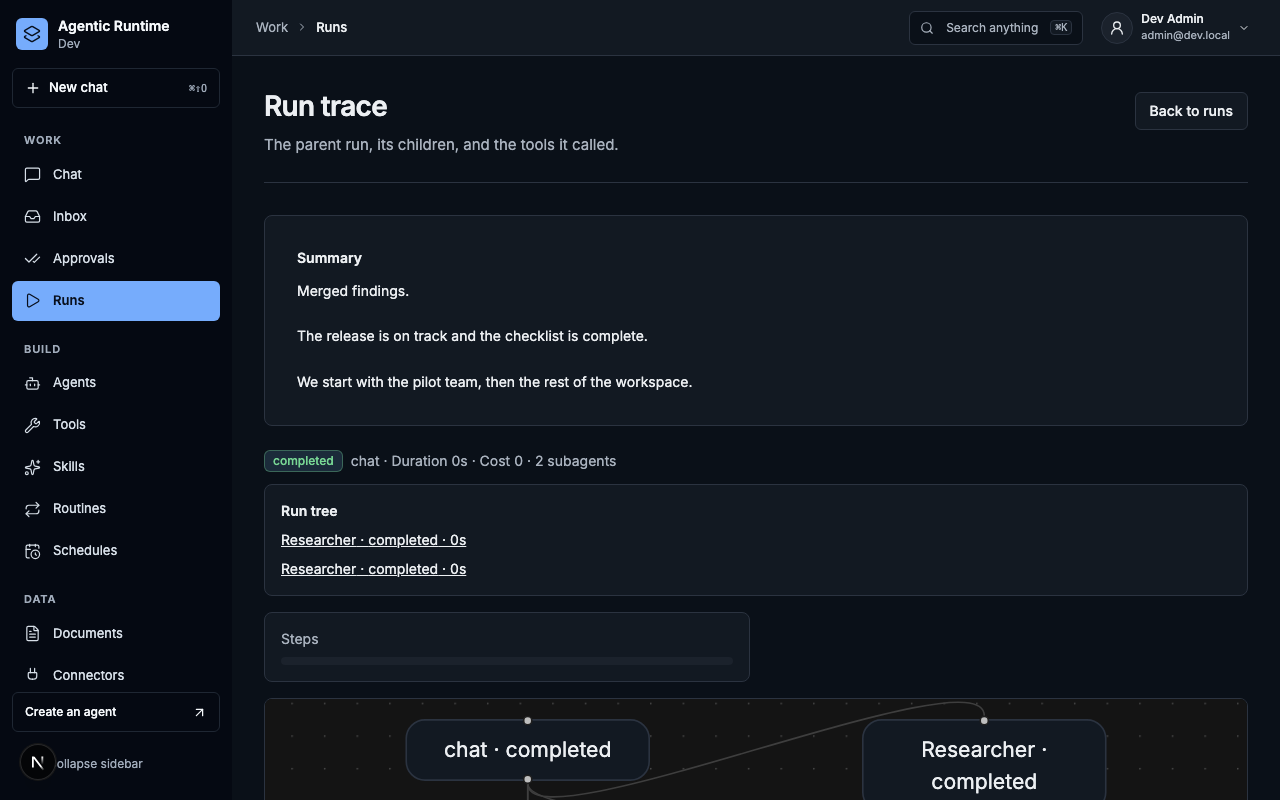 Agentic Runtime
Dev
New chat
⌘⇧O
WORK
Chat
Inbox
Approvals
Runs
BUILD
Agents
Tools
Skills
Routines
Schedules
DATA
Documents
Connectors
Create an agent
N
ollapse sidebar
Work
Runs
Search anything
⌘K
Dev Admin
admin@dev.local
Run trace
Back to runs
The parent run, its children, and the tools it called.
Summary
Merged findings.
The release is on track and the checklist is complete.
We start with the pilot team, then the rest of the workspace.
completed chat · Duration 0s · Cost 0 · 2 subagents
Run tree
Researcher · completed · 0s
Researcher · completed · 0s
Steps
chat · completed
Researcher ·
completed